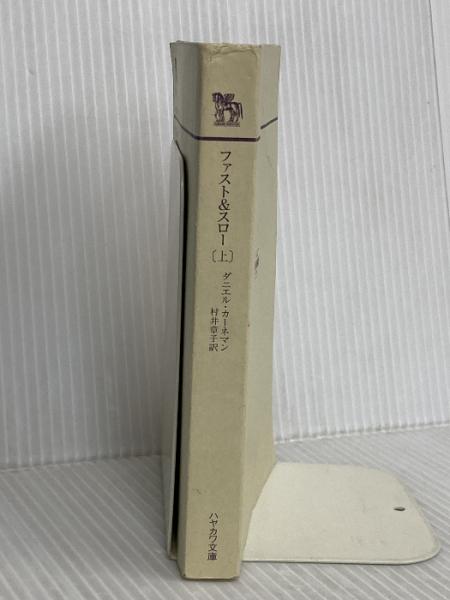 ファスト&スロー〔上〕
ダニエル・カーネマン
村井章子訳
ハヤカワ文庫